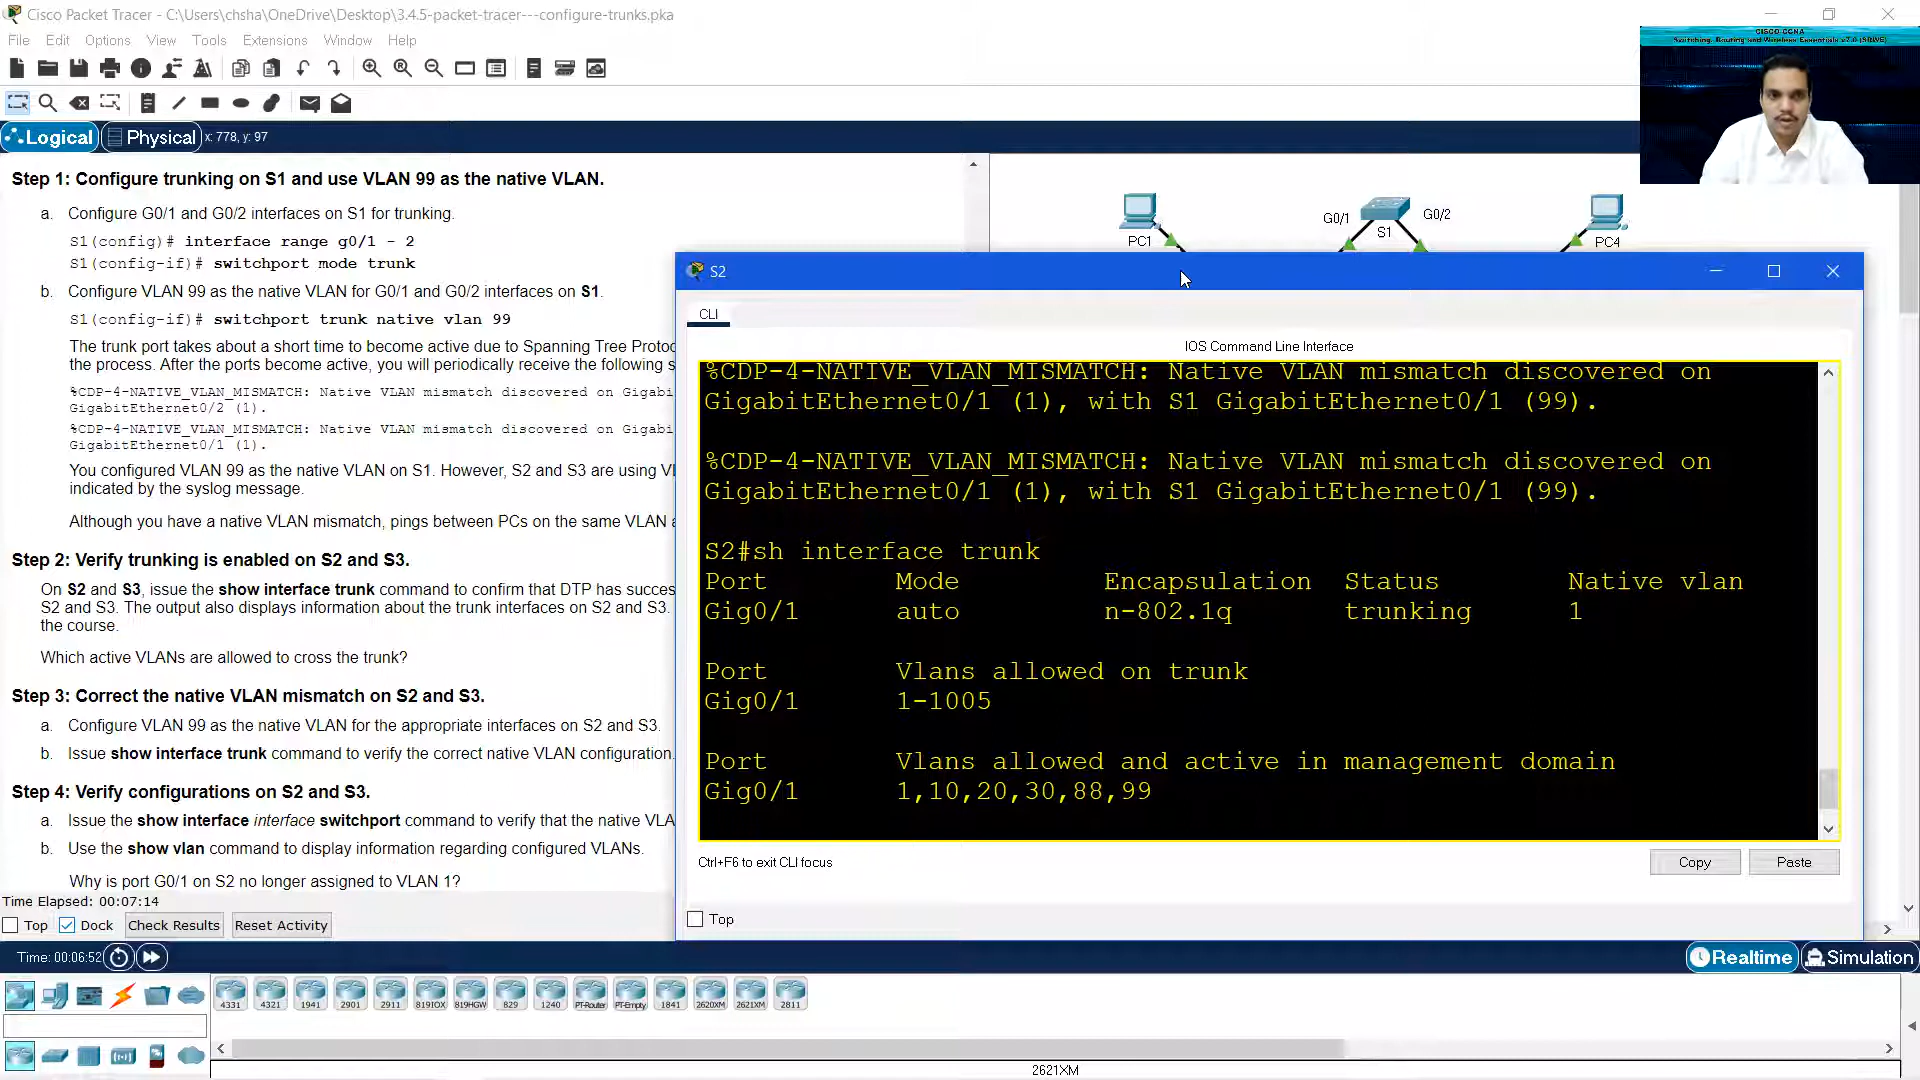 Cisco Packet Tracer - C:\Users\chsha\OneDrive\Desktop\3.4.5-packet-tracer---configure-trunks.pka
File Edit Options View Tools Extensions Window Help
CISCO CCNA
Switching, Routing and Wireless Essentials v7.0 (SRWE)
Logical Physical x: 778, y: 97
Step 1: Configure trunking on S1 and use VLAN 99 as the native VLAN.
a. Configure G0/1 and G0/2 interfaces on S1 for trunking.
S1(config)# interface range g0/1 - 2
S1(config-if)# switchport mode trunk
b. Configure VLAN 99 as the native VLAN for G0/1 and G0/2 interfaces on S1.
S1(config-if)# switchport trunk native vlan 99
The trunk port takes about a short time to become active due to Spanning Tree Protoc
the process. After the ports become active, you will periodically receive the following s
%CDP-4-NATIVE_VLAN_MISMATCH: Native VLAN mismatch discovered on Gigabi
GigabitEthernet0/2 (1).
%CDP-4-NATIVE_VLAN_MISMATCH: Native VLAN mismatch discovered on Gigabi
GigabitEthernet0/1 (1).
You configured VLAN 99 as the native VLAN on S1. However, S2 and S3 are using VL
indicated by the syslog message.
Although you have a native VLAN mismatch, pings between PCs on the same VLAN a
Step 2: Verify trunking is enabled on S2 and S3.
On S2 and S3, issue the show interface trunk command to confirm that DTP has succes
S2 and S3. The output also displays information about the trunk interfaces on S2 and S3.
the course.
Which active VLANs are allowed to cross the trunk?
Step 3: Correct the native VLAN mismatch on S2 and S3.
a. Configure VLAN 99 as the native VLAN for the appropriate interfaces on S2 and S3.
b. Issue show interface trunk command to verify the correct native VLAN configuration.
Step 4: Verify configurations on S2 and S3.
a. Issue the show interface interface switchport command to verify that the native VLA
b. Use the show vlan command to display information regarding configured VLANs.
Why is port G0/1 on S2 no longer assigned to VLAN 1?
Time Elapsed: 00:07:14
Top Dock Check Results Reset Activity
G0/1 G0/2
PC1 S1 PC4
S2
CLI
IOS Command Line Interface
%CDP-4-NATIVE_VLAN_MISMATCH: Native VLAN mismatch discovered on
GigabitEthernet0/1 (1), with S1 GigabitEthernet0/1 (99).
%CDP-4-NATIVE_VLAN_MISMATCH: Native VLAN mismatch discovered on
GigabitEthernet0/1 (1), with S1 GigabitEthernet0/1 (99).
S2#sh interface trunk
Port Mode Encapsulation Status Native vlan
Gig0/1 auto n-802.1q trunking 1
Port Vlans allowed on trunk
Gig0/1 1-1005
Port Vlans allowed and active in management domain
Gig0/1 1,10,20,30,88,99
Ctrl+F6 to exit CLI focus
Copy Paste
Top
Time: 00:06:52
Realtime Simulation
4331 4321 1941 2901 2911 819IOX 819HGW 829 1240 PT-Router PT-Empty 1841 2620XM 2621XM 2811
2621XM